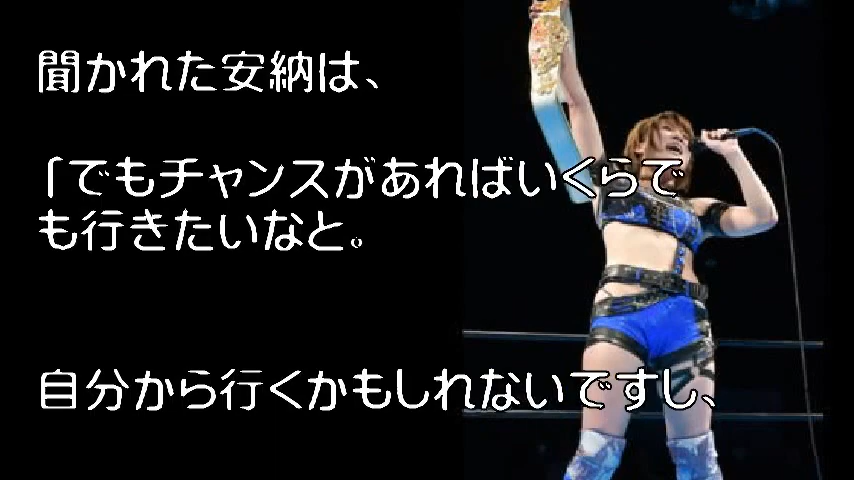 聞かれた安納は、
「でもチャンスがあればいくらで
も行きたいなと。
自分から行くかもしれないですし、